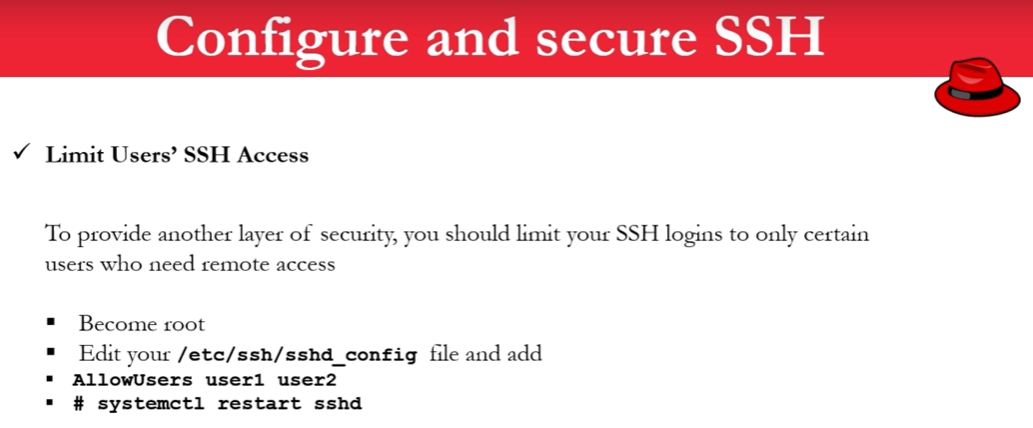 Configure and secure SSH
✓ Limit Users’ SSH Access
To provide another layer of security, you should limit your SSH logins to only certain
users who need remote access
▪ Become root
▪ Edit your /etc/ssh/sshd_config file and add
▪ AllowUsers user1 user2
▪ # systemctl restart sshd